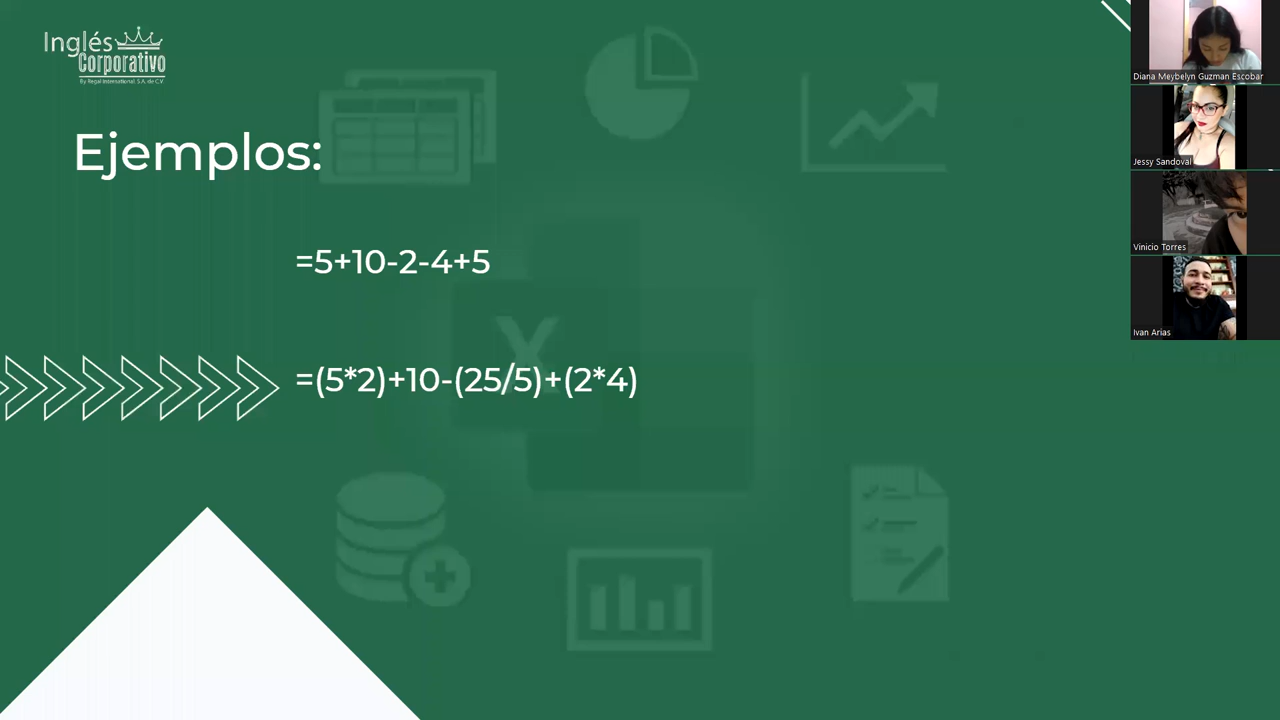 Inglés
Corporativo
By Regal International, S.A. de C.V.
Ejemplos:
=5+10-2-4+5
=(5*2)+10-(25/5)+(2*4)
X
Diana Meybelyn Guzman Escobar
Jessy Sandoval
Vinicio Torres
Ivan Arias